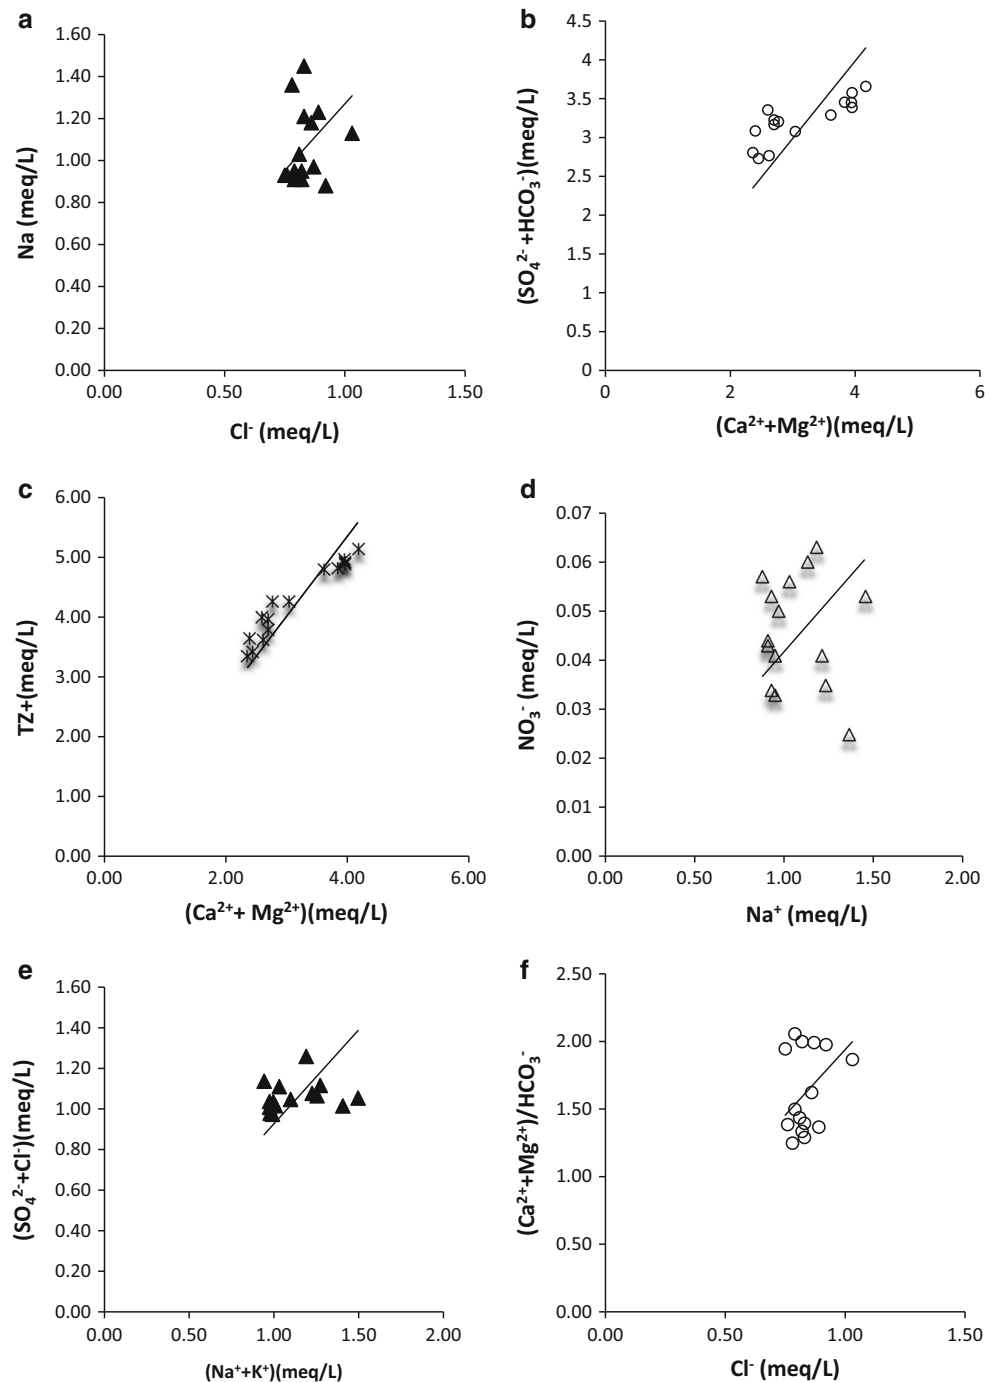 a
1.60
1.40
1.20
1.00
0.80
0.60
0.40
0.20
0.00
Na (meq/L)
0.00 0.50 1.00 1.50
Cl⁻ (meq/L)
b
4.5
4
3.5
3
2.5
2
1.5
1
0.5
0
(SO₄²⁻ +HCO₃⁻)(meq/L)
0 2 4 6
(Ca²⁺+Mg²⁺)(meq/L)
c
6.00
5.00
4.00
3.00
2.00
1.00
0.00
TZ+(meq/L)
0.00 2.00 4.00 6.00
(Ca²⁺+ Mg²⁺)(meq/L)
d
0.07
0.06
0.05
0.04
0.03
0.02
0.01
0.00
NO₃⁻ (meq/L)
0.00 0.50 1.00 1.50 2.00
Na⁺ (meq/L)
e
1.60
1.40
1.20
1.00
0.80
0.60
0.40
0.20
0.00
(SO₄²⁻+Cl⁻)(meq/L)
0.00 0.50 1.00 1.50 2.00
(Na⁺+K⁺)(meq/L)
f
2.50
2.00
1.50
1.00
0.50
0.00
(Ca²⁺+Mg²⁺)/HCO₃⁻
0.00 0.50 1.00 1.50
Cl⁻ (meq/L)